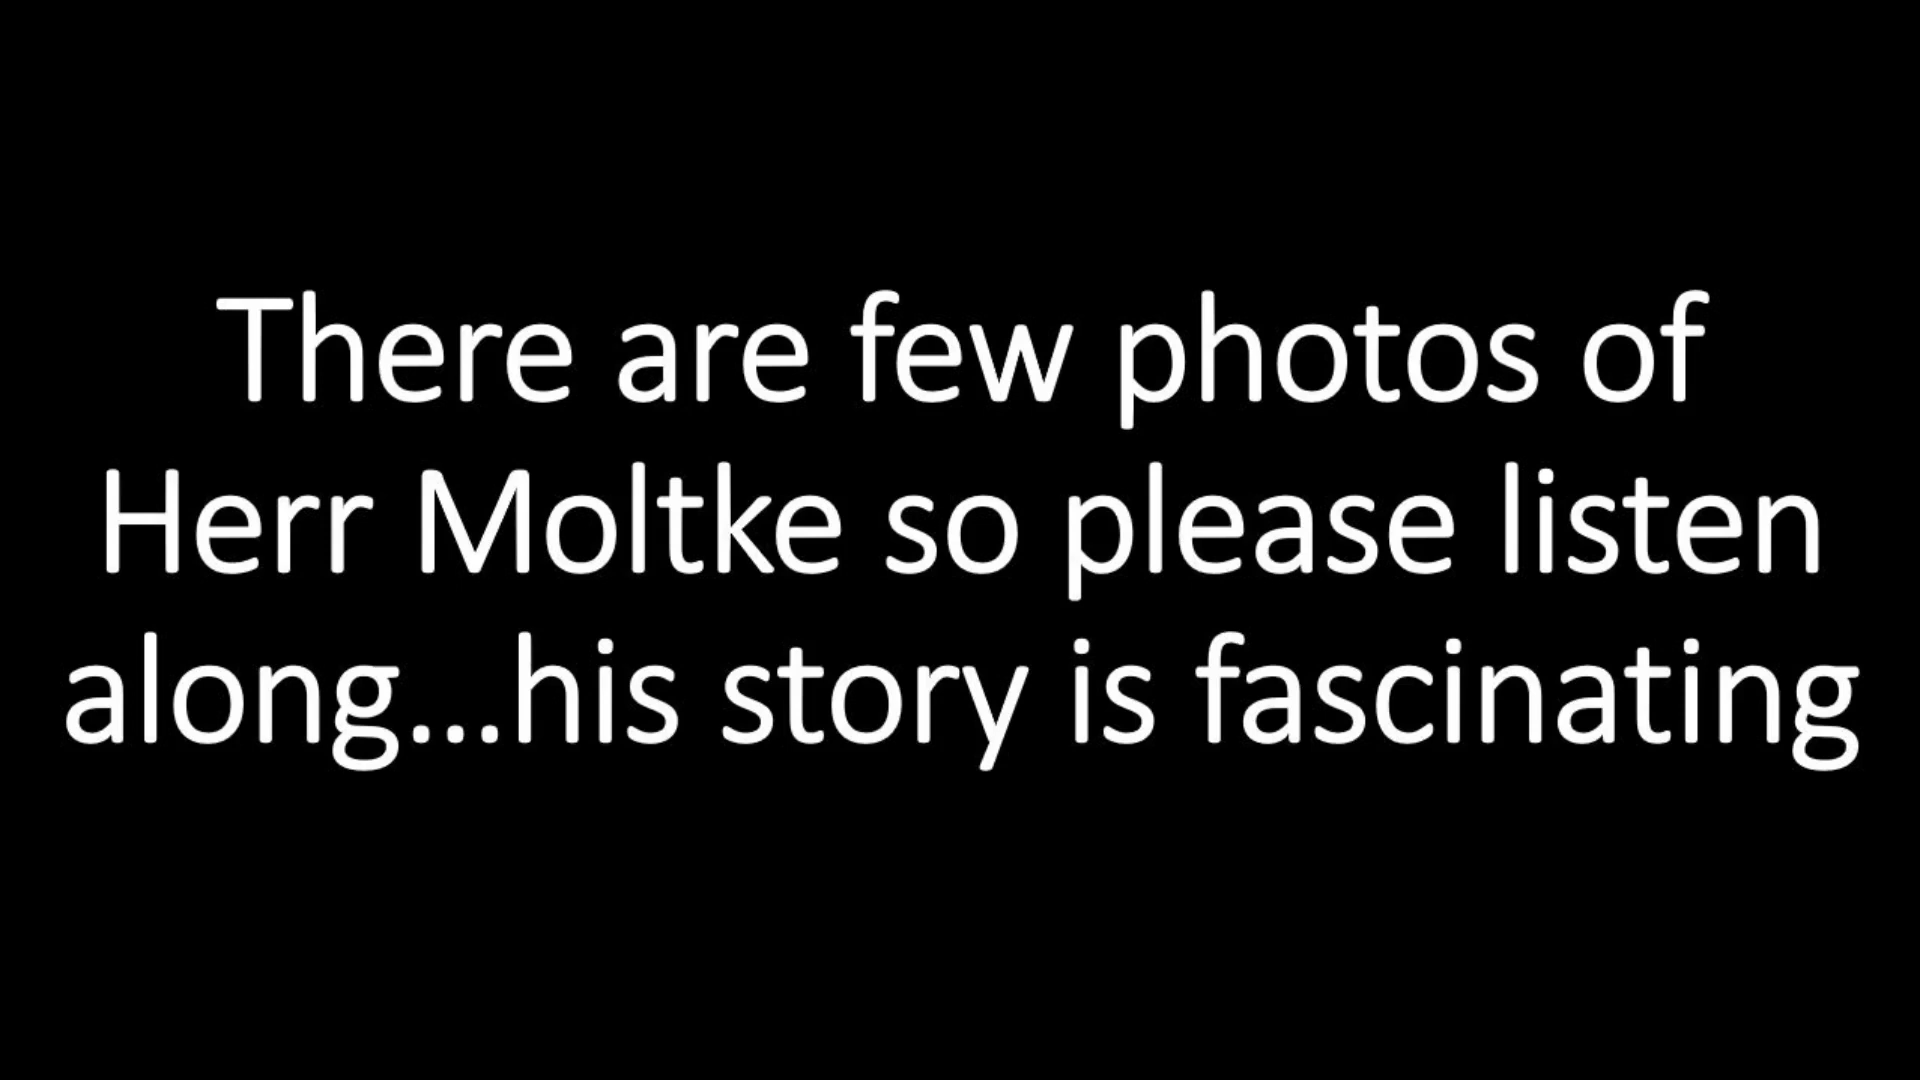 There are few photos of
Herr Moltke so please listen
along...his story is fascinating